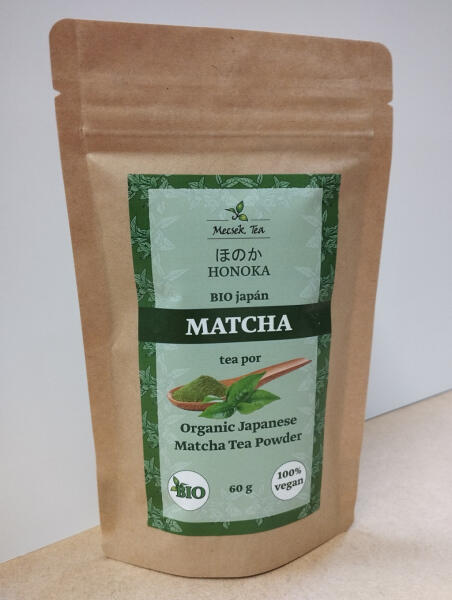 Mecsek Tea
ほのか
HONOKA
BIO japán
MATCHA
tea por
Organic Japanese
Matcha Tea Powder
BIO
60 g
100%
vegan